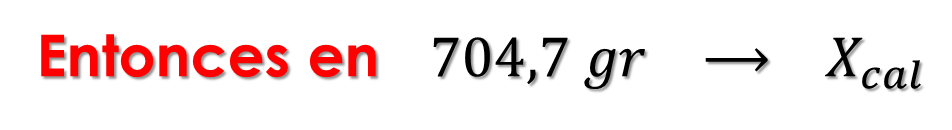 Entonces en 704,7 gr → X_cal